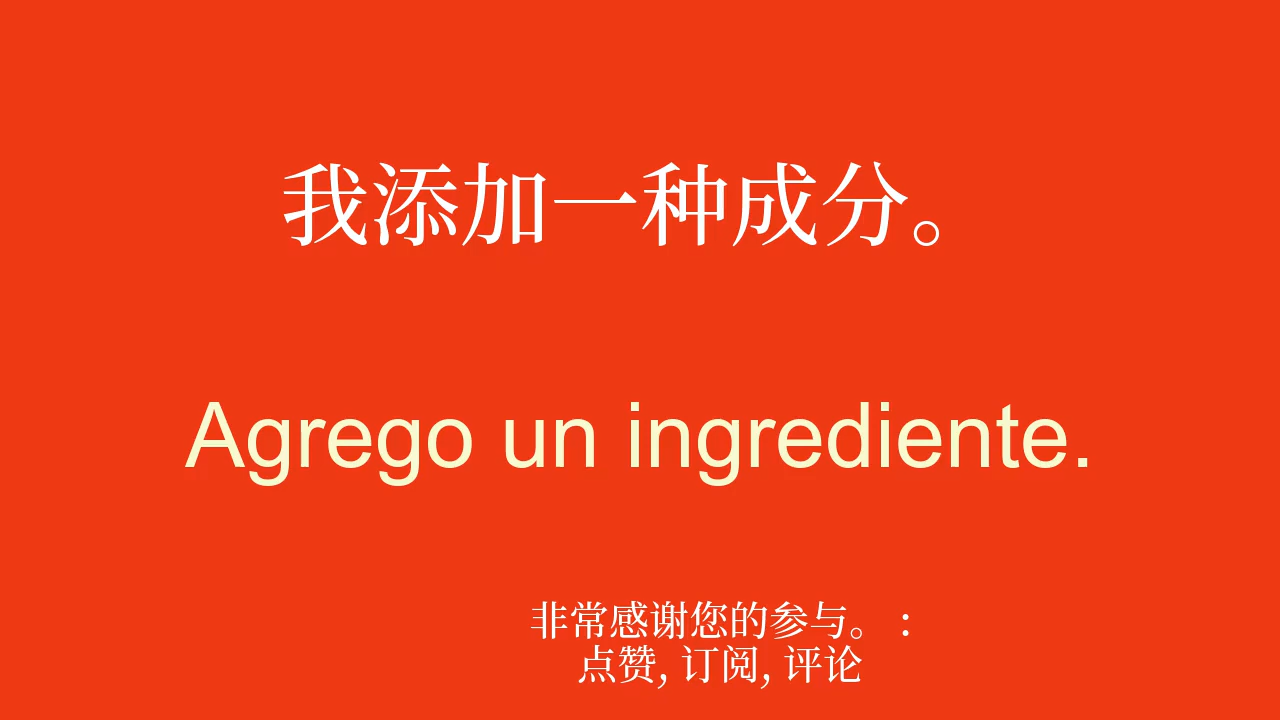 我添加一种成分。
Agrego un ingrediente.
非常感谢您的参与。 :
点赞, 订阅, 评论